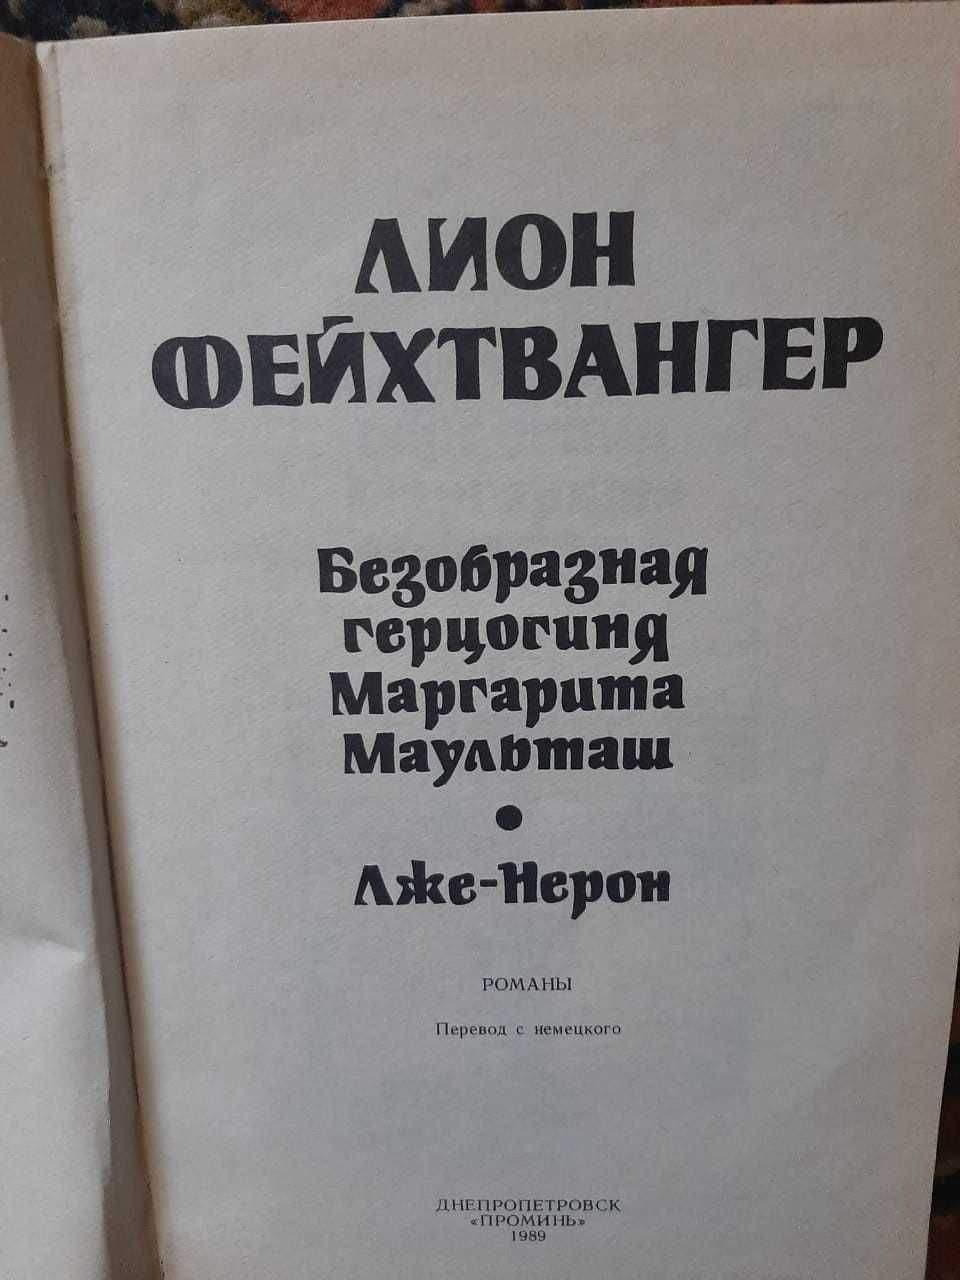 ЛИОН
ФЕЙХТВАНГЕР
Безобразная
герцогиня
Маргарита
Маульташ
•
Лже-Нерон
РОМАНЫ
Перевод с немецкого
ДНЕПРОПЕТРОВСК
«ПРОМИНЬ»
1989